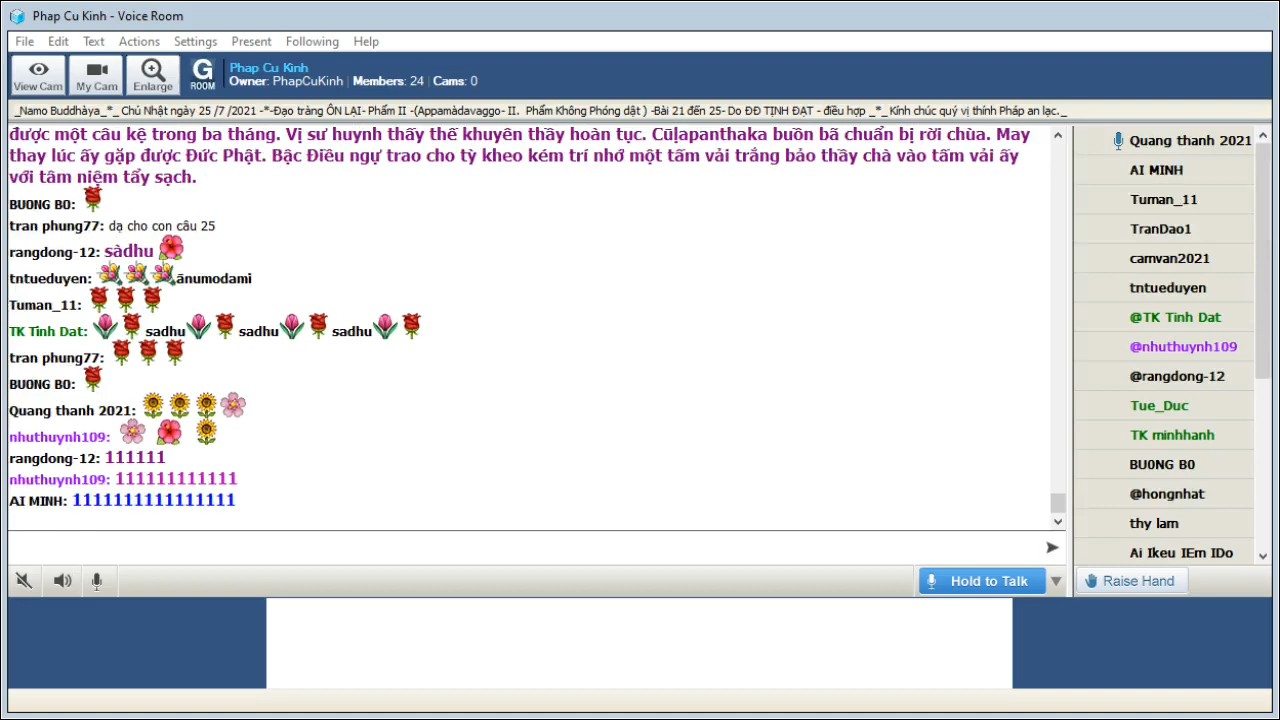 Phap Cu Kinh - Voice Room
File Edit Text Actions Settings Present Following Help
View Cam My Cam Enlarge G ROOM
Phap Cu Kinh
Owner: PhapCuKinh | Members: 24 | Cams: 0
_Namo Buddhàya_*_ Chủ Nhật ngày 25 /7 /2021 -*-Đạo tràng ÔN LẠI- Phẩm II -(Appamàdavaggo- II. Phẩm Không Phóng dật ) -Bài 21 đến 25- Do ĐĐ TỊNH ĐẠT - điều hợp _*_Kính chúc quý vị thính Pháp an lạc._
được một câu kệ trong ba tháng. Vị sư huynh thấy thế khuyên thầy hoàn tục. Cūḷapanthaka buồn bã chuẩn bị rời chùa. May
thay lúc ấy gặp được Đức Phật. Bậc Điều ngự trao cho tỳ kheo kém trí nhớ một tấm vải trắng bảo thầy chà vào tấm vải ấy
với tâm niệm tẩy sạch.
BU0NG B0:
tran phung77: dạ cho con câu 25
rangdong-12: sàdhu
tntueduyen: ānumodami
Tuman_11:
TK Tinh Dat: sadhu sadhu sadhu
tran phung77:
BU0NG B0:
Quang thanh 2021:
nhuthuynh109:
rangdong-12: 111111
nhuthuynh109: 111111111111
AI MINH: 1111111111111111
Hold to Talk
Quang thanh 2021
AI MINH
Tuman_11
TranDao1
camvan2021
tntueduyen
@TK Tinh Dat
@nhuthuynh109
@rangdong-12
Tue_Duc
TK minhhanh
BU0NG B0
@hongnhat
thy lam
Ai Ikeu IEm IDo
Raise Hand